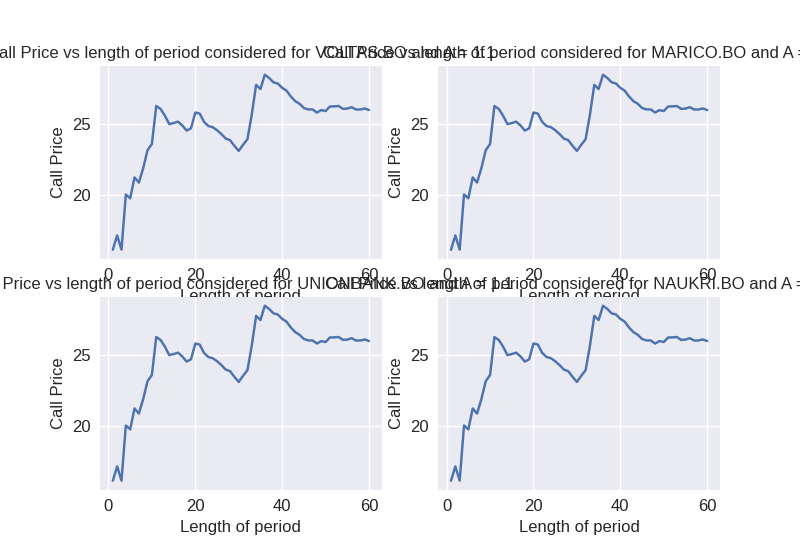 all Price vs length of period considered for VOLTAS.BO and A = 1.1
Call Price vs length of period considered for MARICO.BO and A =
Call Price
25
20
0
20
40
60
Length of period
Call Price
25
20
0
20
40
60
Length of period
Price vs length of period considered for UNIONBANK.BO and A = 1.1
Call Price vs length of period considered for NAUKRI.BO and A =
Call Price
25
20
0
20
40
60
Length of period
Call Price
25
20
0
20
40
60
Length of period